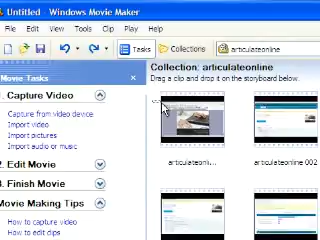 Untitled - Windows Movie Maker
File Edit View Tools Clip Play Help
Tasks Collections articulateonline
Movie Tasks
1. Capture Video
Capture from video device
Import video
Import pictures
Import audio or music
2. Edit Movie
3. Finish Movie
Movie Making Tips
How to capture video
How to edit clips
Collection: articulateonline
Drag a clip and drop it on the storyboard below.
articulateonli... articulateonline 002